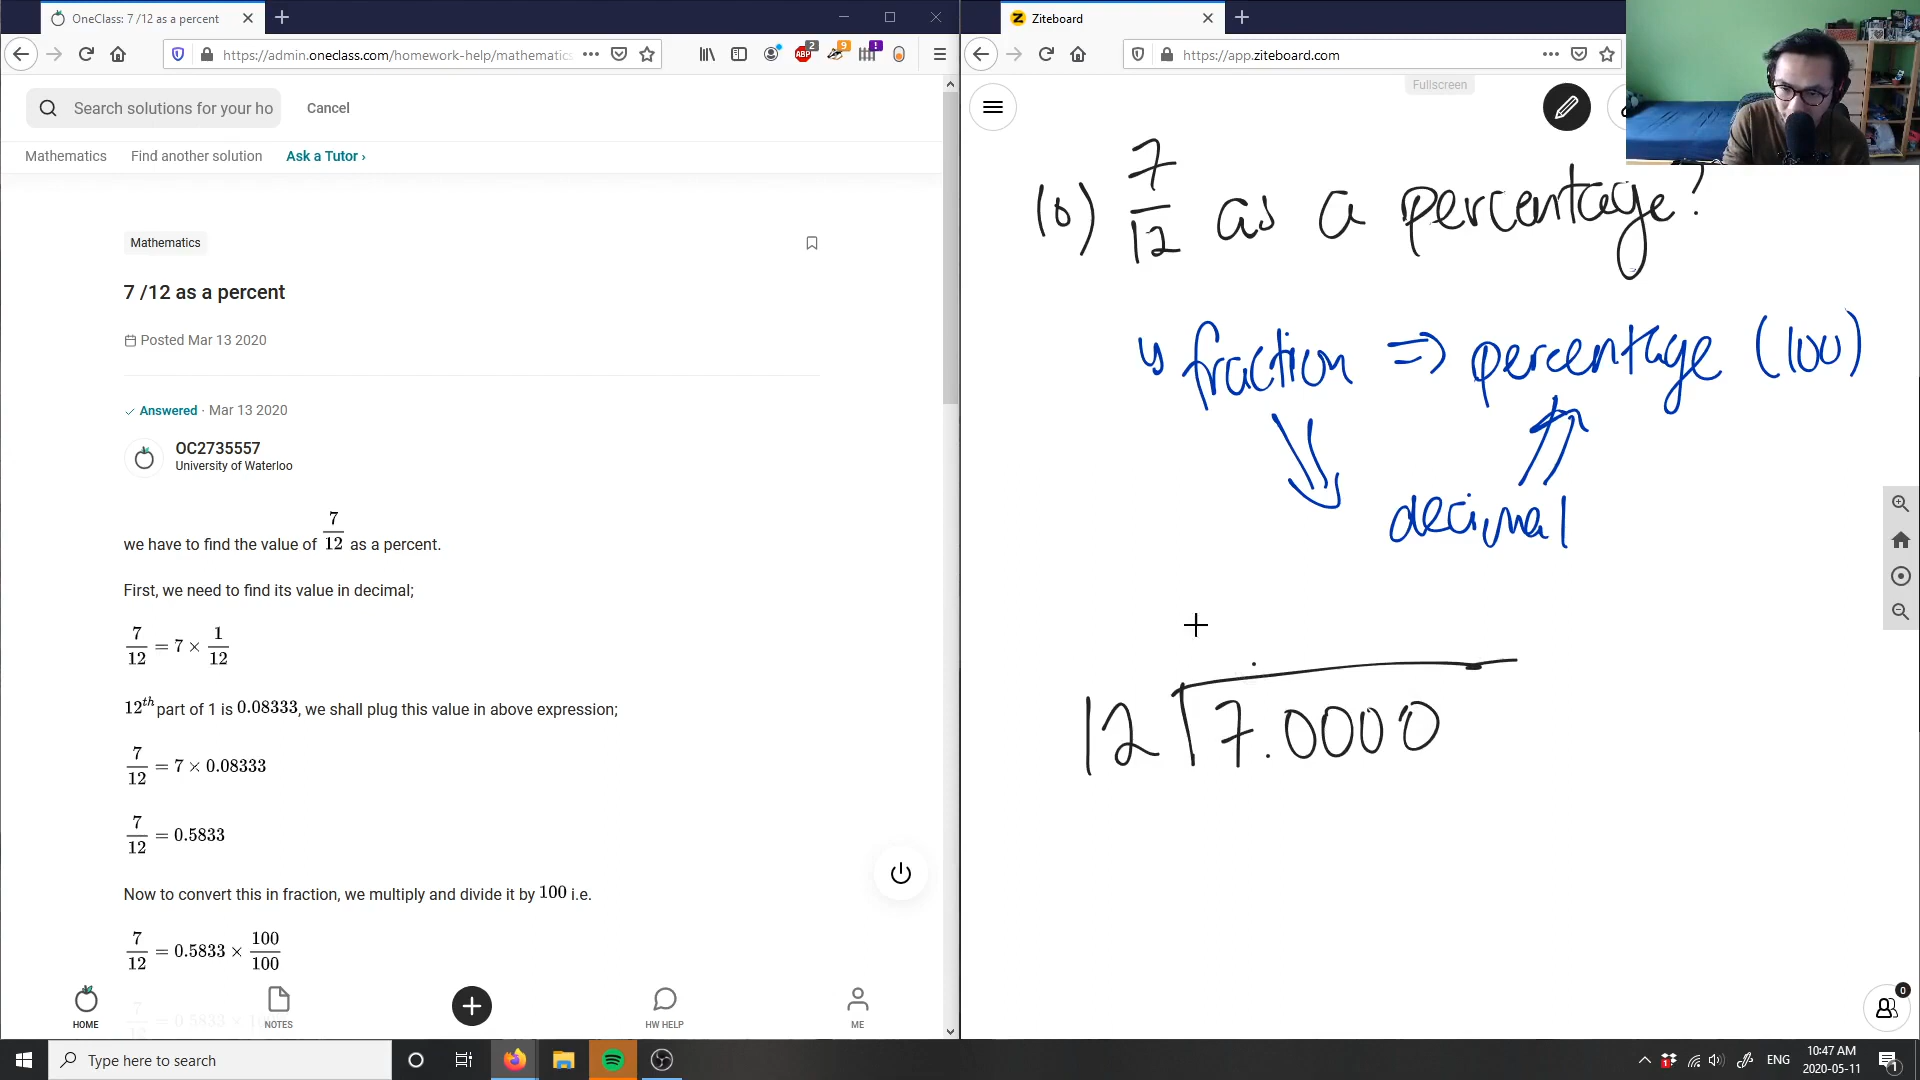 OneClass: 7 /12 as a percent
https://admin.oneclass.com/homework-help/mathematics
2
9
!
Search solutions for your ho
Cancel
Mathematics
Find another solution
Ask a Tutor ›
Mathematics
7 /12 as a percent
Posted Mar 13 2020
Answered · Mar 13 2020
OC2735557
University of Waterloo
we have to find the value of 7/12 as a percent.
First, we need to find its value in decimal;
7/12 = 7 × 1/12
12th part of 1 is 0.08333, we shall plug this value in above expression;
7/12 = 7 × 0.08333
7/12 = 0.5833
Now to convert this in fraction, we multiply and divide it by 100 i.e.
7/12 = 0.5833 × 100/100
HOME
NOTES
HW HELP
ME
Ziteboard
https://app.ziteboard.com
Fullscreen
(6) 7/12 as a percentage?
fraction ⇒ percentage (100)
decimal
12 7.0000
0
Type here to search
ENG
10:47 AM
2020-05-11
1